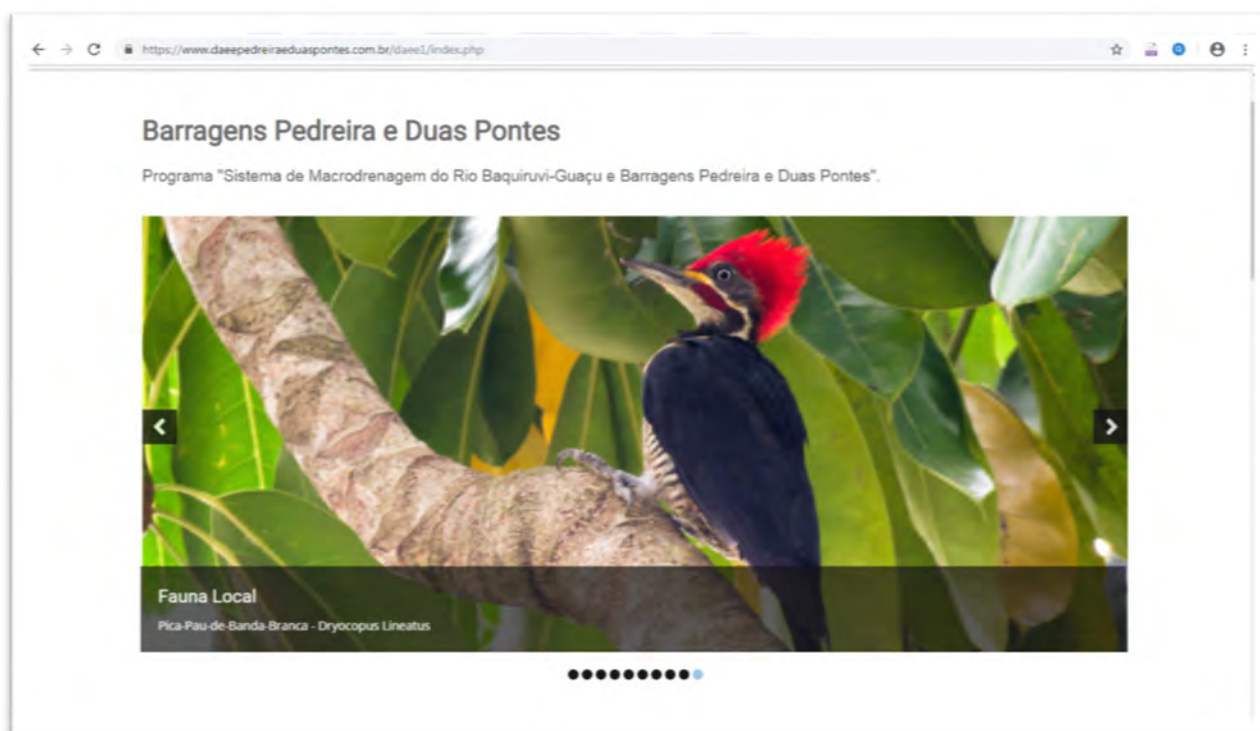 https://www.daeepedreiraeduaspontes.com.br/daee1/index.php
Barragens Pedreira e Duas Pontes
Programa "Sistema de Macrodrenagem do Rio Baquiruvi-Guaçu e Barragens Pedreira e Duas Pontes".
Fauna Local
Pica-Pau-de-Banda-Branca - Dryocopus Lineatus